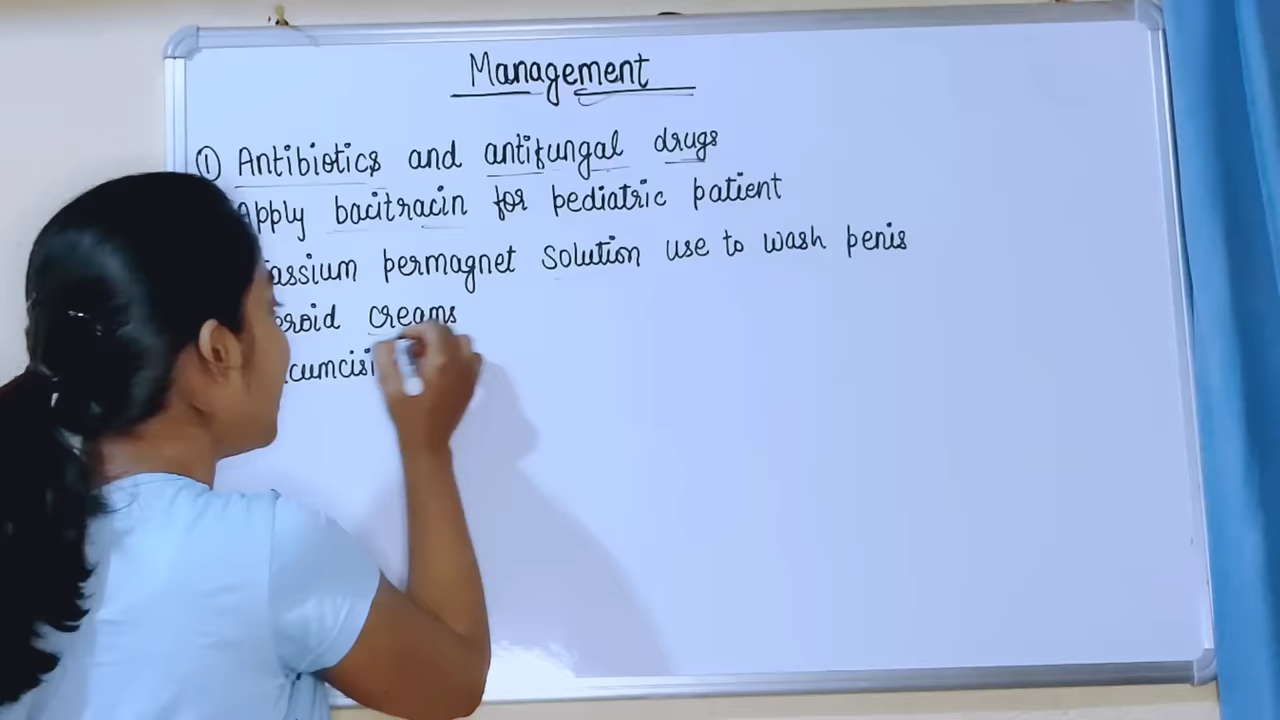 Management
① Antibiotics and antifungal drugs
Apply bacitracin for pediatric patient
assium permagnet solution use to wash penis
eroid creams
cumcisi